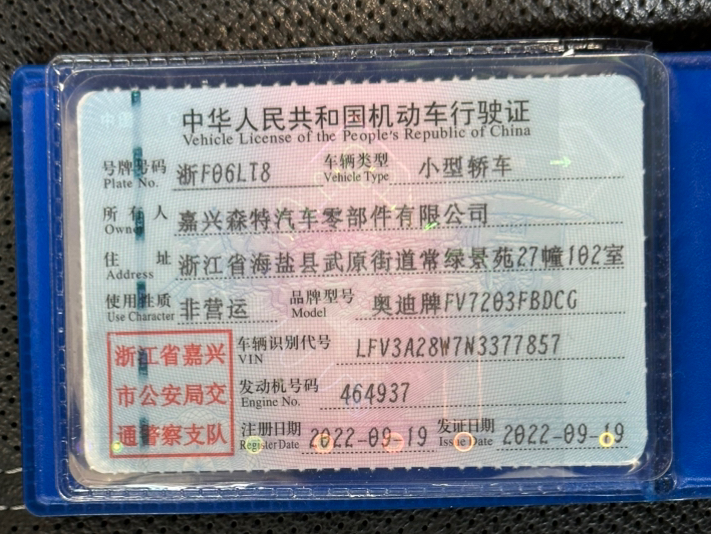 中华人民共和国机动车行驶证
Vehicle License of the People's Republic of China
号牌号码 浙F06LT8 车辆类型 小型轿车
Plate No. Vehicle Type
所有人 嘉兴森特汽车零部件有限公司
Owner
住址 浙江省海盐县武原街道常绿景苑27幢102室
Address
使用性质 非营运 品牌型号 奥迪牌FV7203FBDCG
Use Character Model
浙江省嘉兴
市公安局交
通警察支队
车辆识别代号 LFV3A28W7N3377857
VIN
发动机号码 464937
Engine No.
注册日期 2022-09-19 发证日期 2022-09-19
Register Date Issue Date